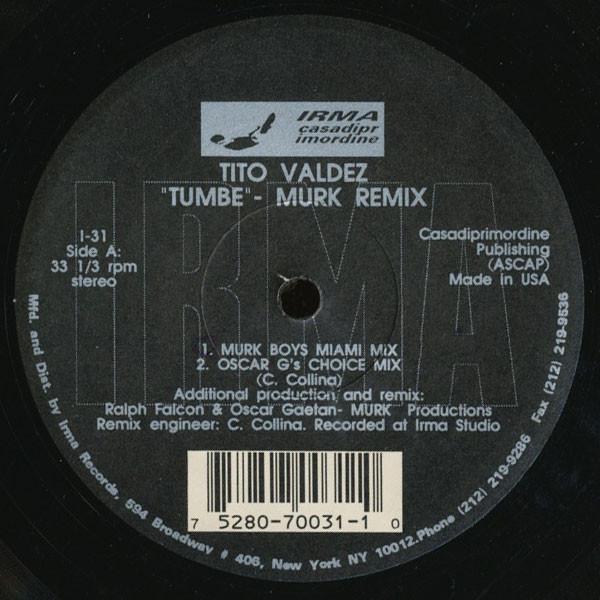 IRMA
casadipr
imordine
TITO VALDEZ
"TUMBE"- MURK REMIX
I-31
Side A:
33 1/3 rpm
stereo
Casadiprimordine
Publishing
(ASCAP)
Made in USA
IRMA
1. MURK BOYS MIAMI MIX
2. OSCAR G's CHOICE MIX
(C. Collina)
Additional production and remix:
Ralph Falcon & Oscar Gaetan- MURK Productions
Remix engineer: C. Collina. Recorded at Irma Studio
7 5280-70031-1 0
Mfd. and Dist. by Irma Records, 594 Broadway # 406, New York NY 10012.Phone (212) 219-9286 Fax (212) 219-9536